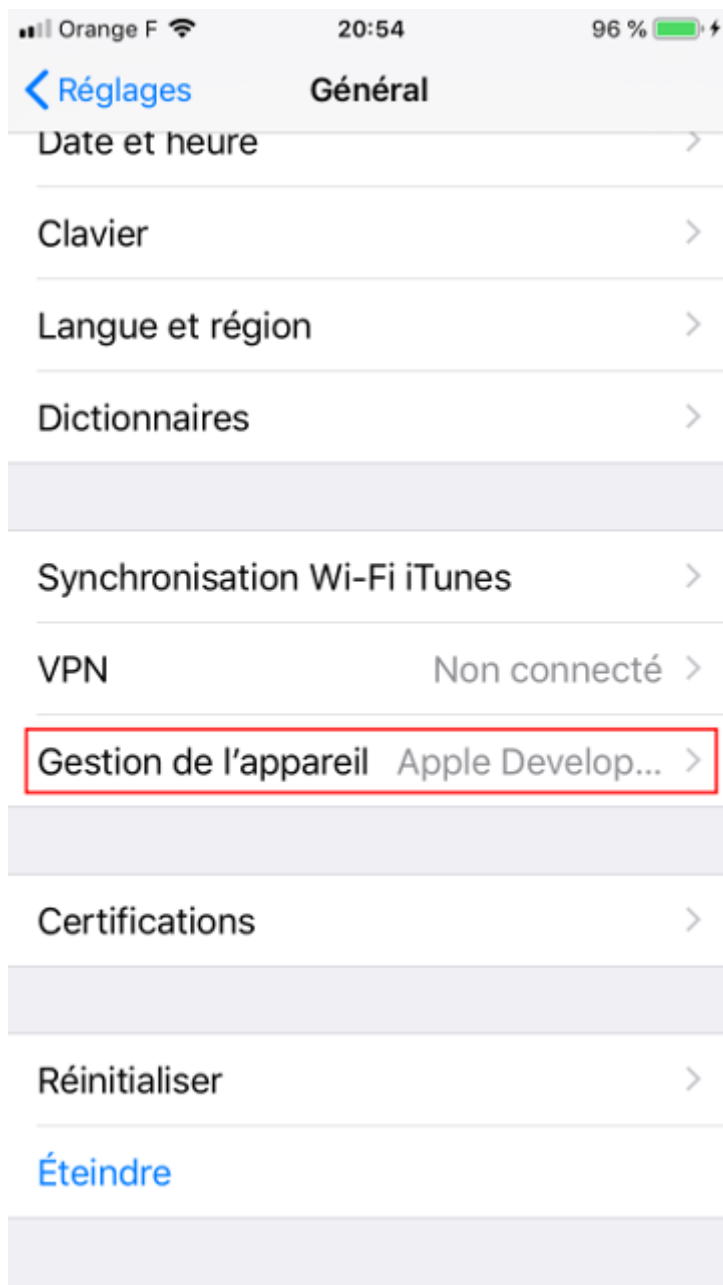 Orange F 20:54 96 %
Réglages Général
Date et heure
Clavier
Langue et région
Dictionnaires
Synchronisation Wi-Fi iTunes
VPN Non connecté
Gestion de l’appareil Apple Develop...
Certifications
Réinitialiser
Éteindre